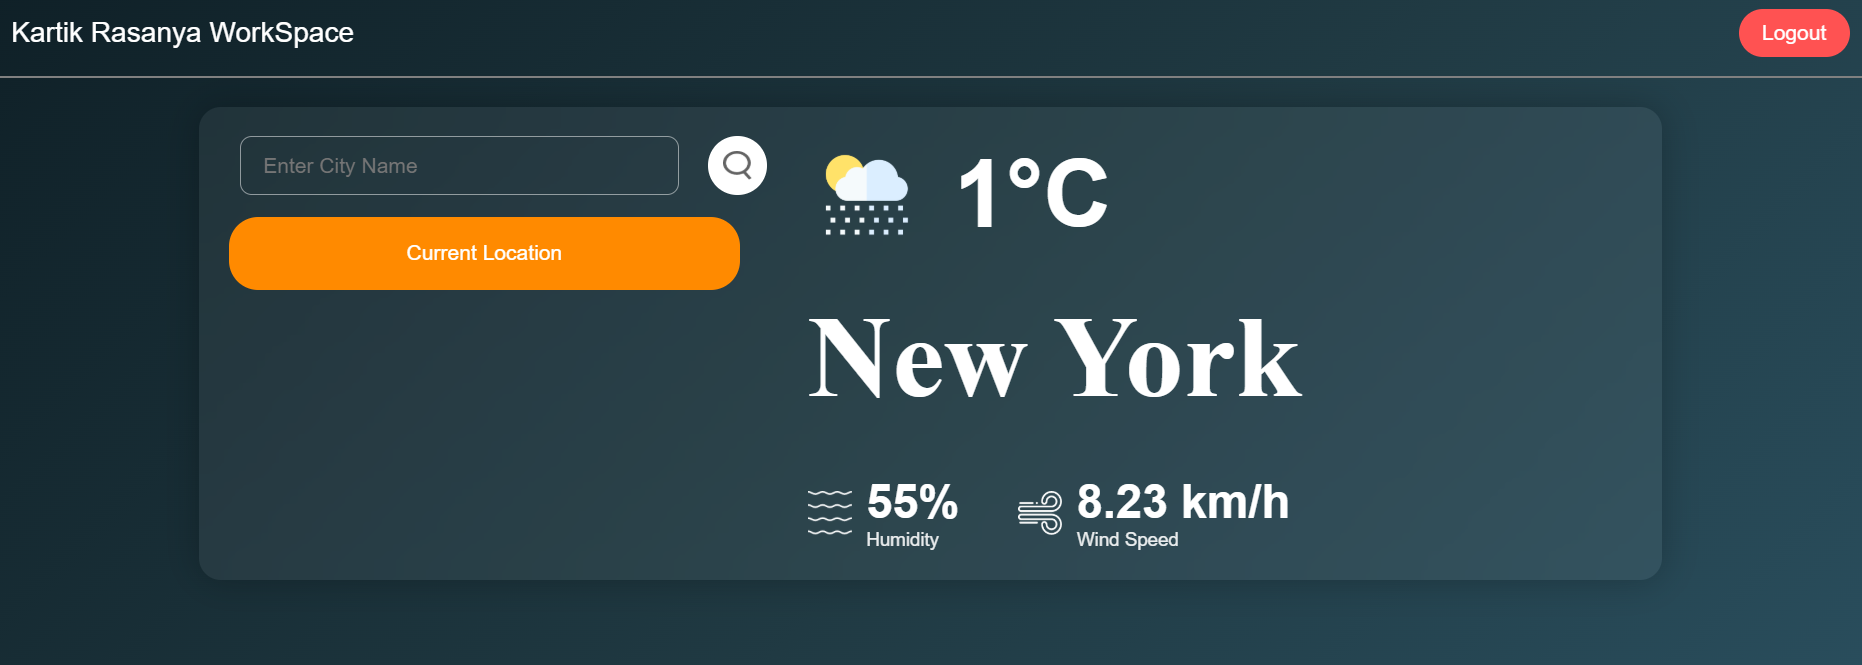 Kartik Rasanya WorkSpace
Logout
Enter City Name
Current Location
1°C
New York
55%
Humidity
8.23 km/h
Wind Speed